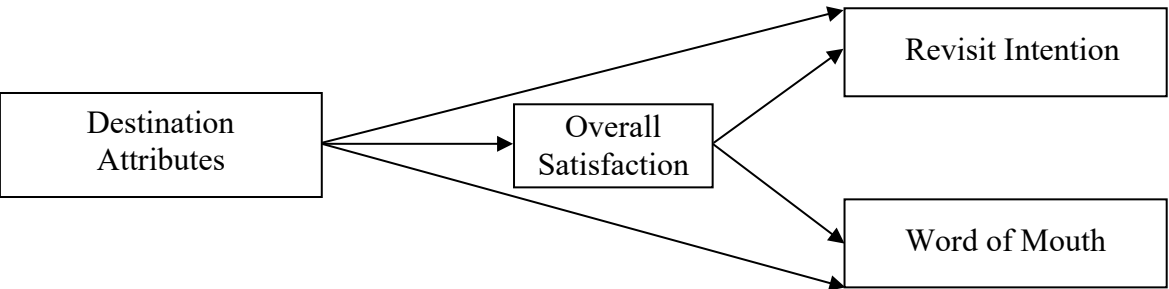 Destination
Attributes
Overall
Satisfaction
Revisit Intention
Word of Mouth